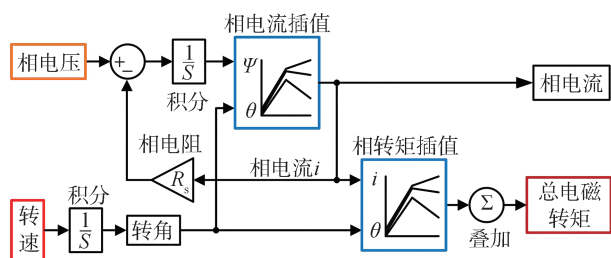 相电流插值
相电压
+
−
1
S
积分
Ψ
θ
相电流
相电阻
Rs
相电流i
相转矩插值
转
速
积分
1
S
转角
i
θ
Σ
叠加
总电磁
转矩